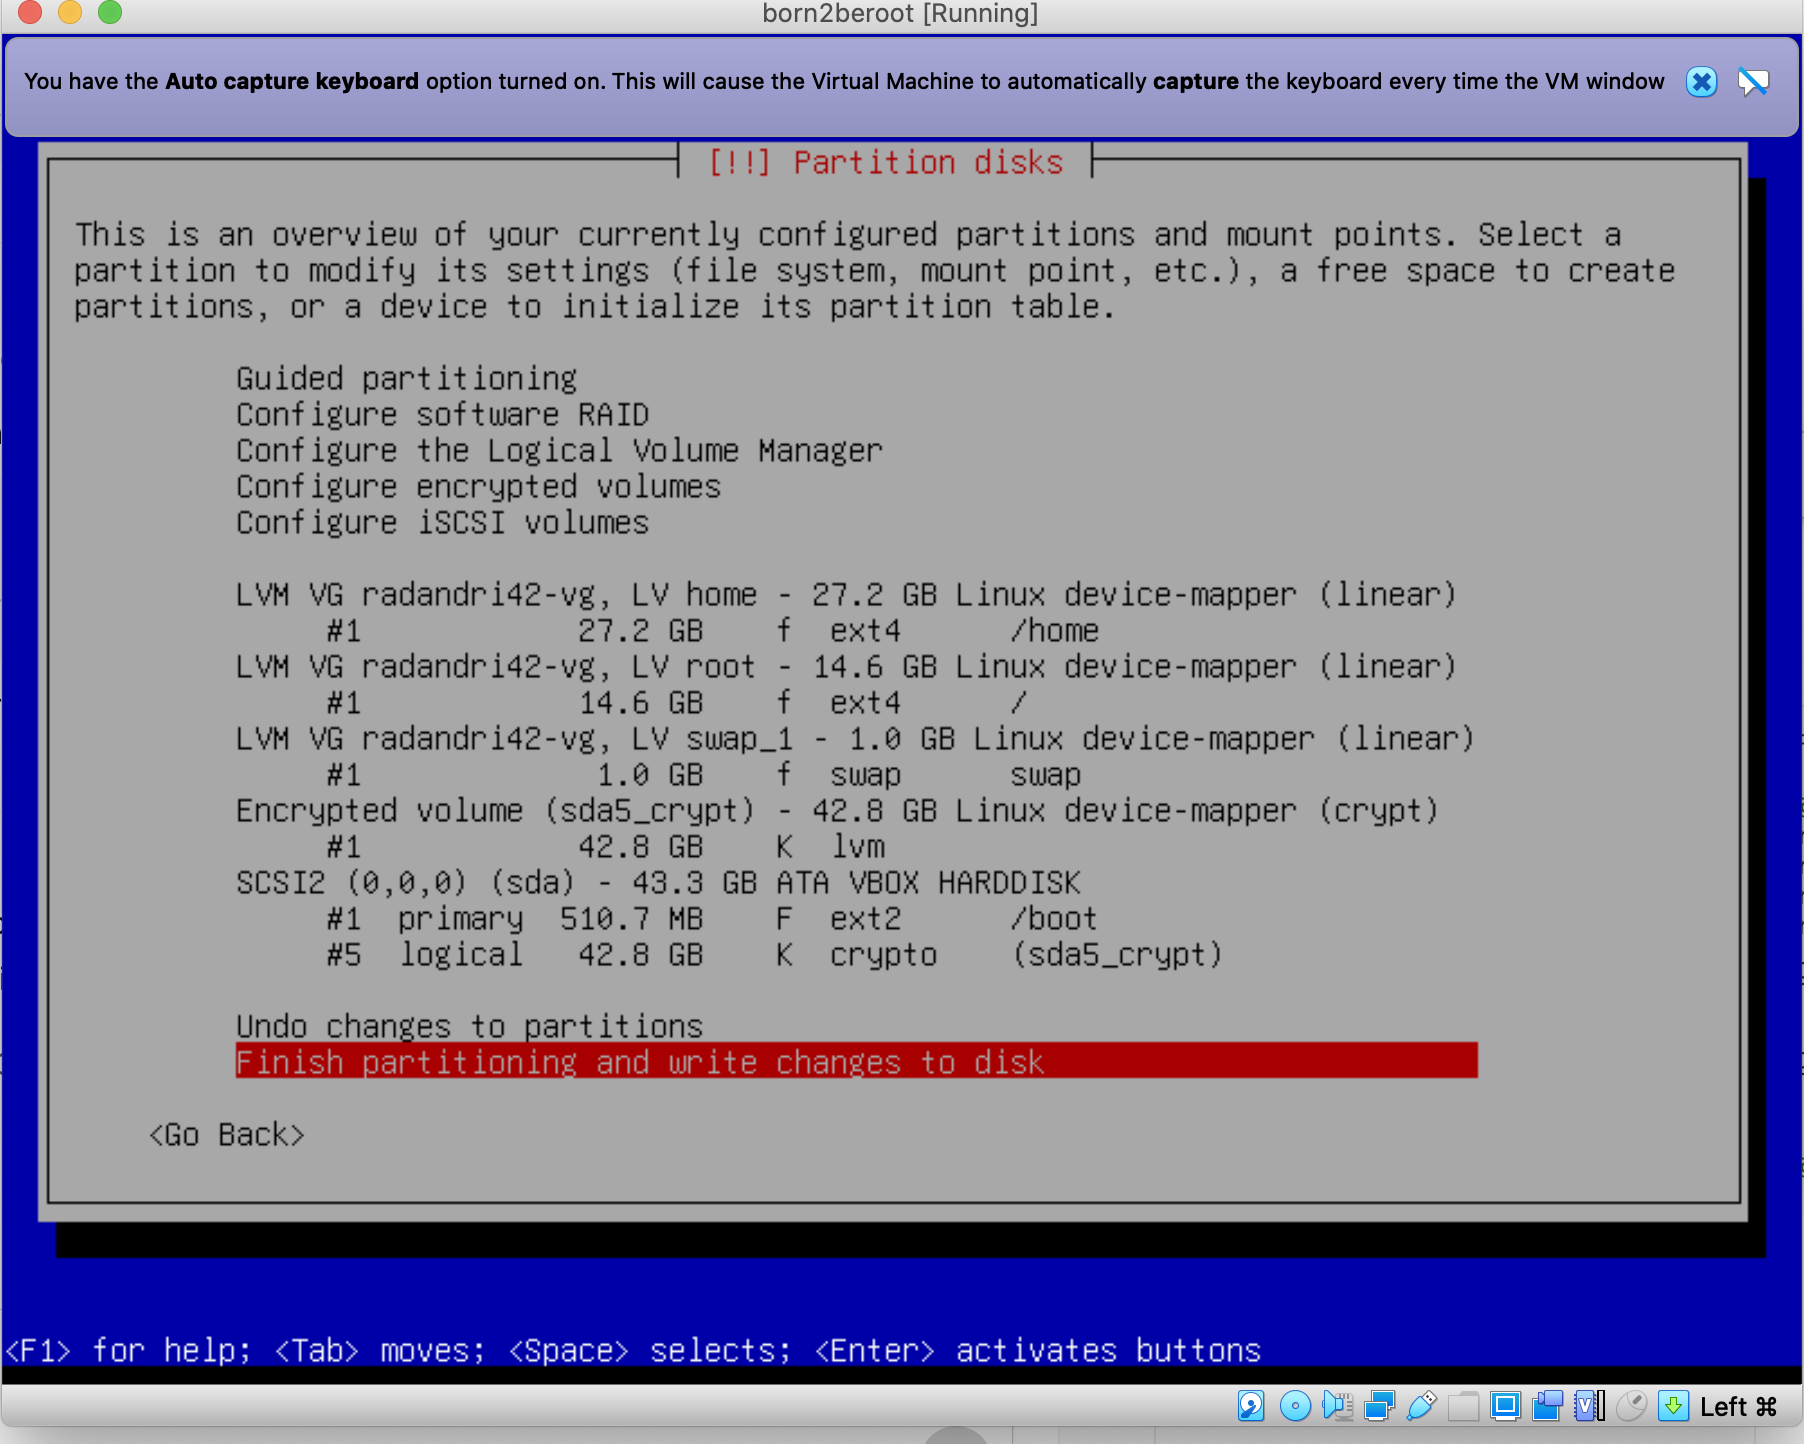 born2beroot [Running]
You have the Auto capture keyboard option turned on. This will cause the Virtual Machine to automatically capture the keyboard every time the VM window
[!!] Partition disks
This is an overview of your currently configured partitions and mount points. Select a
partition to modify its settings (file system, mount point, etc.), a free space to create
partitions, or a device to initialize its partition table.
Guided partitioning
Configure software RAID
Configure the Logical Volume Manager
Configure encrypted volumes
Configure iSCSI volumes
LVM VG radandri42-vg, LV home - 27.2 GB Linux device-mapper (linear)
#1 27.2 GB f ext4 /home
LVM VG radandri42-vg, LV root - 14.6 GB Linux device-mapper (linear)
#1 14.6 GB f ext4 /
LVM VG radandri42-vg, LV swap_1 - 1.0 GB Linux device-mapper (linear)
#1 1.0 GB f swap swap
Encrypted volume (sda5_crypt) - 42.8 GB Linux device-mapper (crypt)
#1 42.8 GB K lvm
SCSI2 (0,0,0) (sda) - 43.3 GB ATA VBOX HARDDISK
#1 primary 510.7 MB F ext2 /boot
#5 logical 42.8 GB K crypto (sda5_crypt)
Undo changes to partitions
Finish partitioning and write changes to disk
<Go Back>
<F1> for help; <Tab> moves; <Space> selects; <Enter> activates buttons
Left ⌘